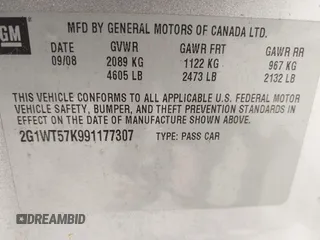 GM
MFD BY GENERAL MOTORS OF CANADA LTD.
DATE GVWR GAWR FRT GAWR RR
09/08 2089 KG 1122 KG 967 KG
4605 LB 2473 LB 2132 LB
THIS VEHICLE CONFORMS TO ALL APPLICABLE U.S. FEDERAL MOTOR
VEHICLE SAFETY, BUMPER, AND THEFT PREVENTION STANDARDS IN
EFFECT ON THE DATE OF MANUFACTURE SHOWN ABOVE.
2G1WT57K991177307 TYPE: PASS CAR
AUTOBIDMASTER